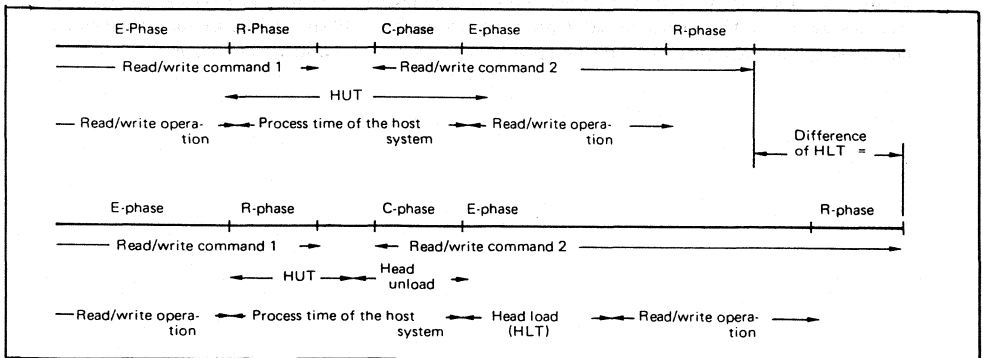 E-Phase R-Phase C-phase E-phase R-phase
Read/write command 1 Read/write command 2
HUT
Read/write opera- Process time of the host Read/write opera-
tion system tion
Difference
of HLT =
E-phase R-phase C-phase E-phase R-phase
Read/write command 1 Read/write command 2
HUT Head
unload
Read/write opera- Process time of the host Head load Read/write opera-
tion system (HLT) tion